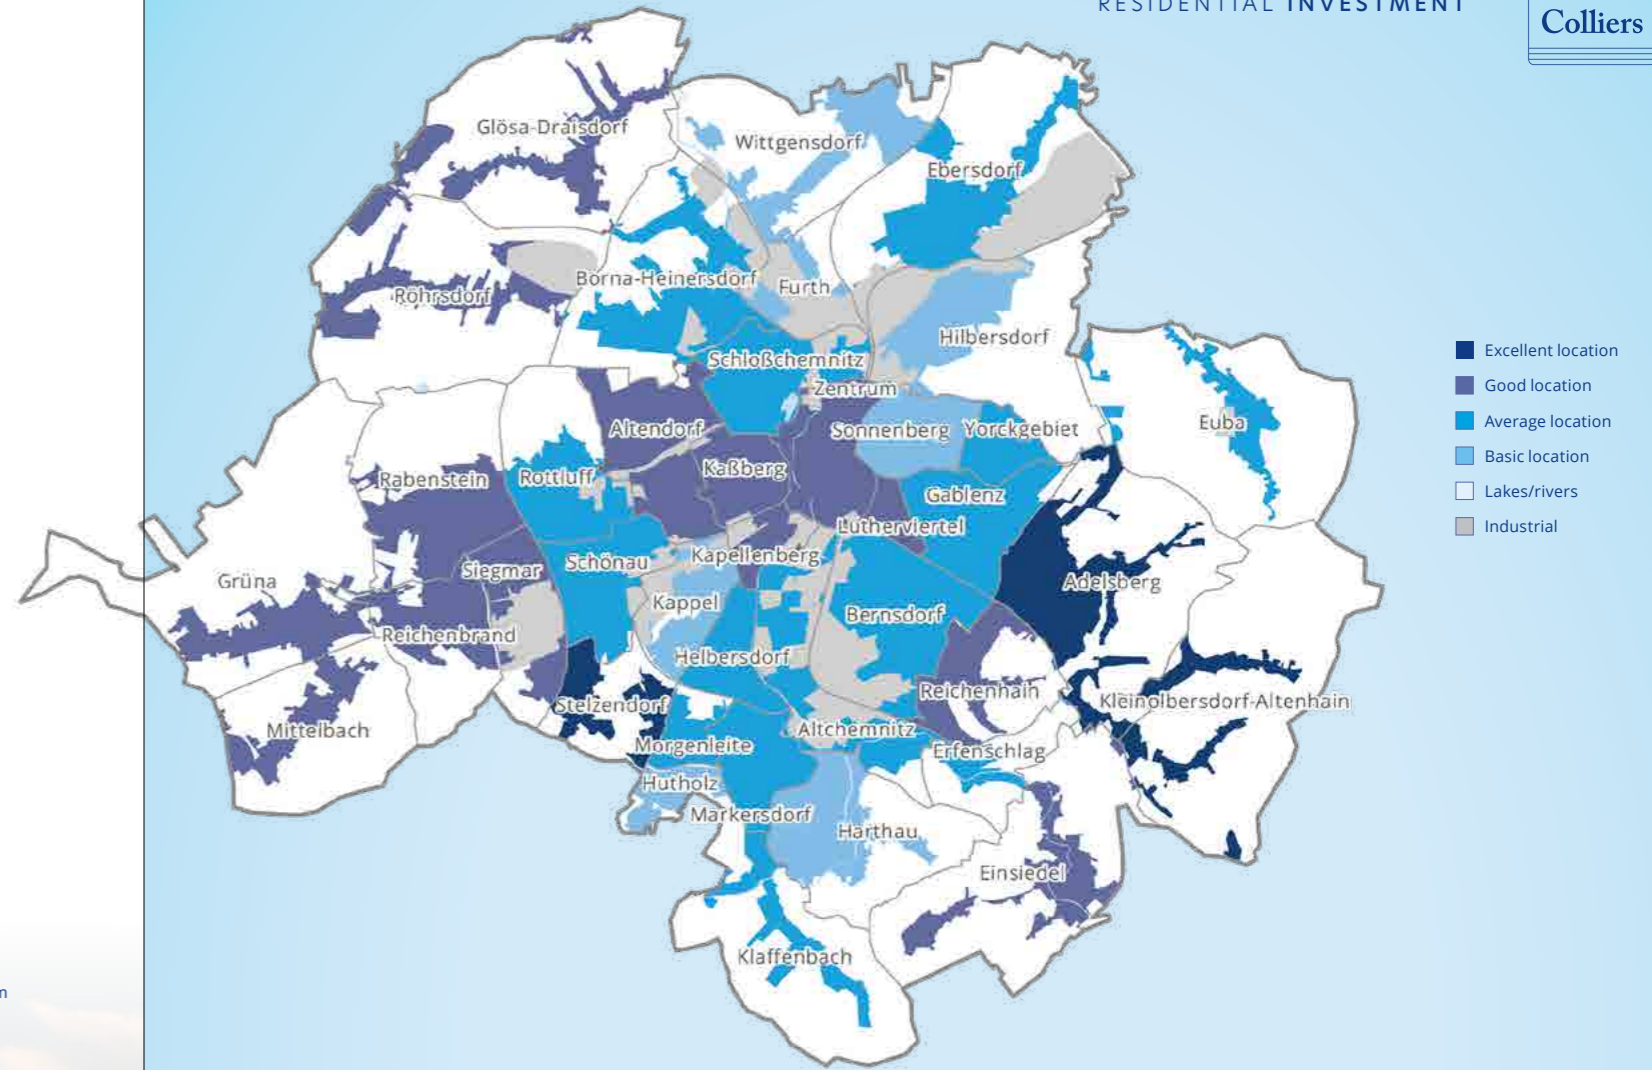 RESIDENTIAL INVESTMENT
Colliers
Glösa-Draisdorf
Wittgensdorf
Ebersdorf
Borna-Heinersdorf
Furth
Röhrsdorf
Hilbersdorf
Schloßchemnitz
Zentrum
Altendorf
Sonnenberg
Yorckgebiet
Euba
Kaßberg
Rabenstein
Rottluff
Gablenz
Lutherviertel
Kapellenberg
Schönau
Siegmar
Grüna
Adelsberg
Kappel
Bernsdorf
Reichenbrand
Helbersdorf
Reichenhain
Kleinolbersdorf-Altenhain
Stelzendorf
Mittelbach
Altchemnitz
Morgenleite
Erfenschlag
Hutholz
Markersdorf
Harthau
Einsiedel
Klaffenbach
Excellent location
Good location
Average location
Basic location
Lakes/rivers
Industrial